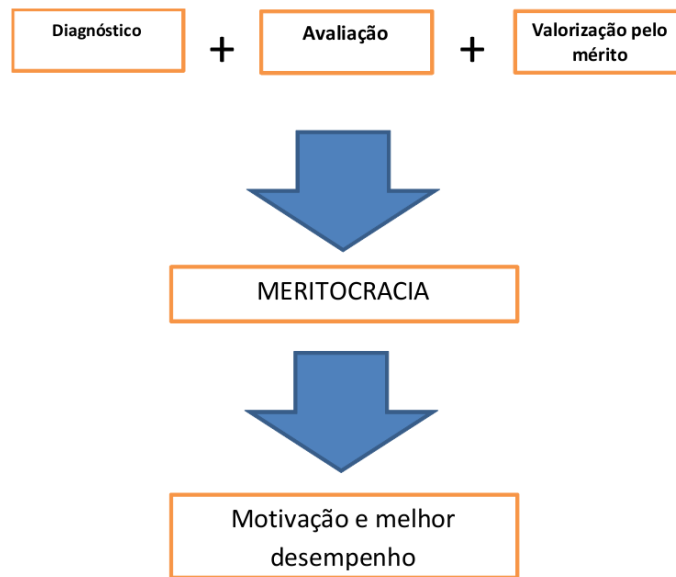 Diagnóstico + Avaliação + Valorização pelo
mérito
MERITOCRACIA
Motivação e melhor
desempenho